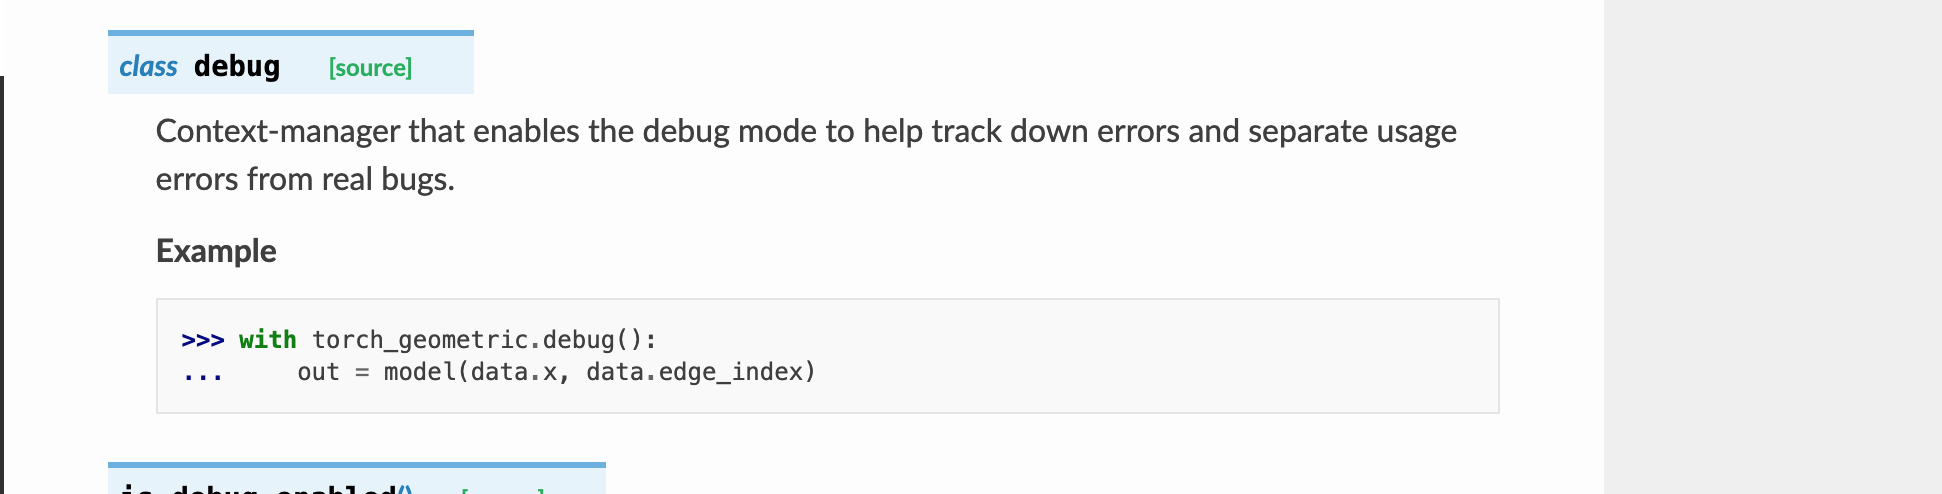 class debug [source]
Context-manager that enables the debug mode to help track down errors and separate usage
errors from real bugs.
Example
>>> with torch_geometric.debug():
...     out = model(data.x, data.edge_index)
is_debug_enabled()